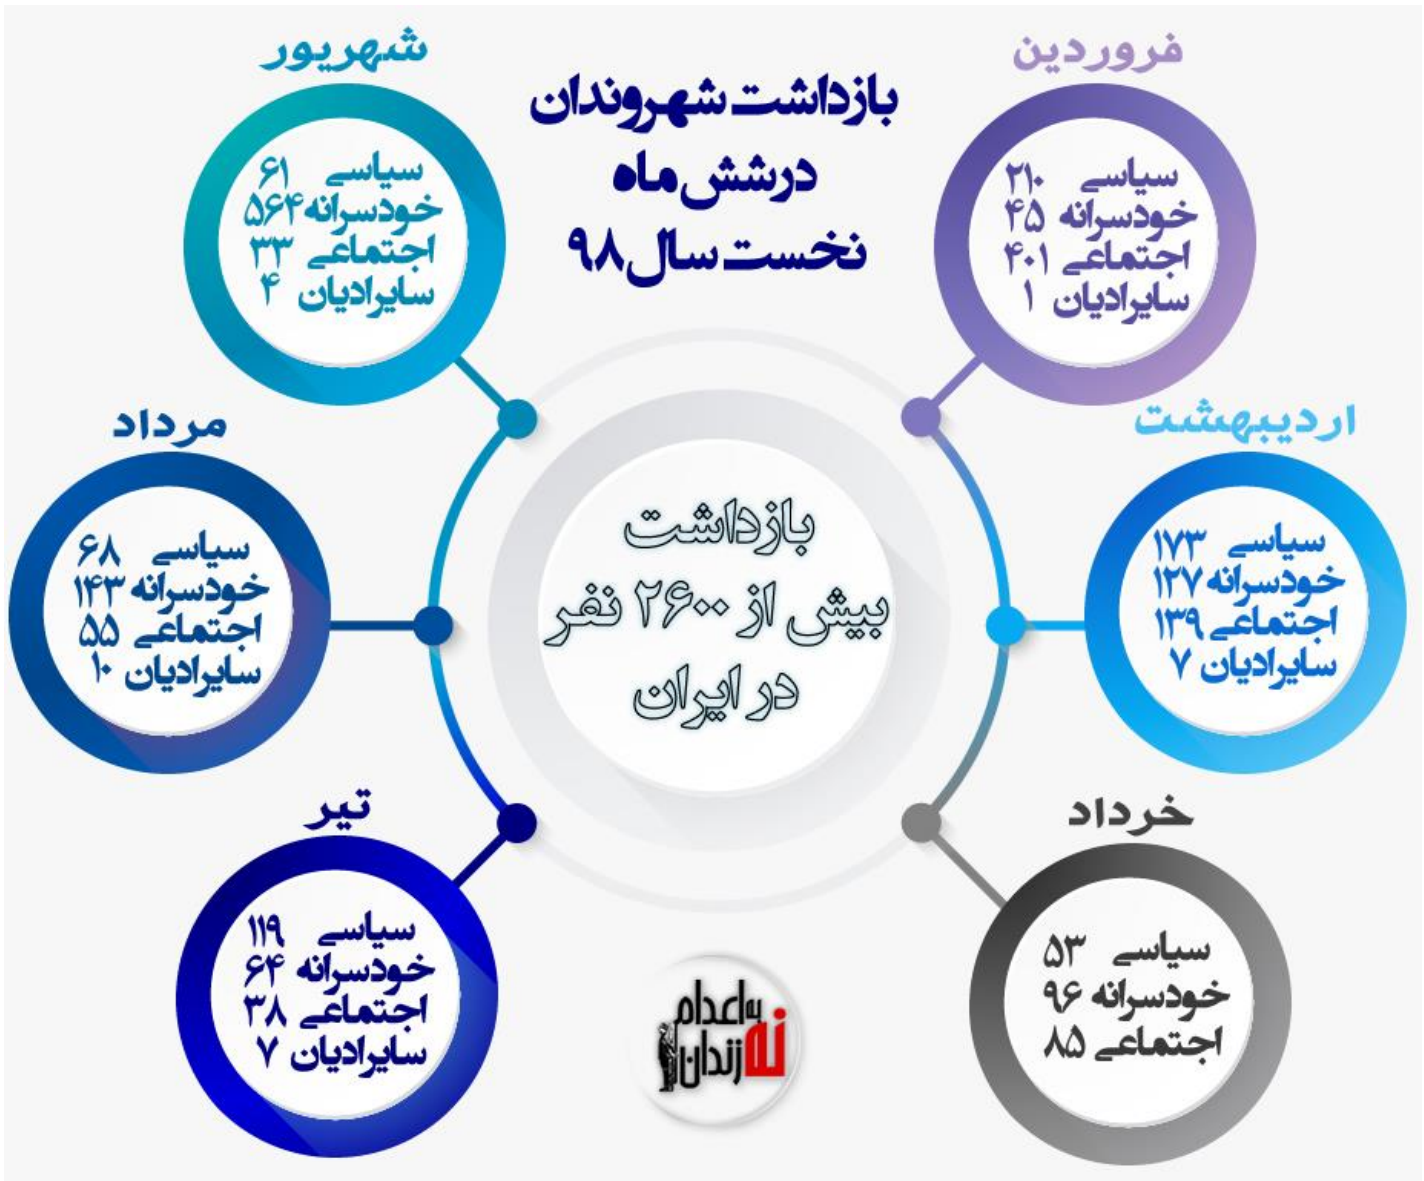 بازداشت شهروندان
درشش ماه
نخست سال ۹۸
فروردین
سیاسی ۲۱۰
خودسرانه ۴۵
اجتماعی ۴۰۱
سایرادیان ۱
اردیبهشت
سیاسی ۱۷۳
خودسرانه ۱۲۷
اجتماعی ۱۳۹
سایرادیان ۷
خرداد
سیاسی ۵۳
خودسرانه ۹۶
اجتماعی ۸۵
تیر
سیاسی ۱۱۹
خودسرانه ۶۴
اجتماعی ۳۸
سایرادیان ۷
مرداد
سیاسی ۶۸
خودسرانه ۱۴۳
اجتماعی ۵۵
سایرادیان ۱۰
شهریور
سیاسی ۶۱
خودسرانه ۵۶۴
اجتماعی ۳۳
سایرادیان ۴
بازداشت
بیش از ۲۶۰۰ نفر
در ایران
نه به اعدام
زندان